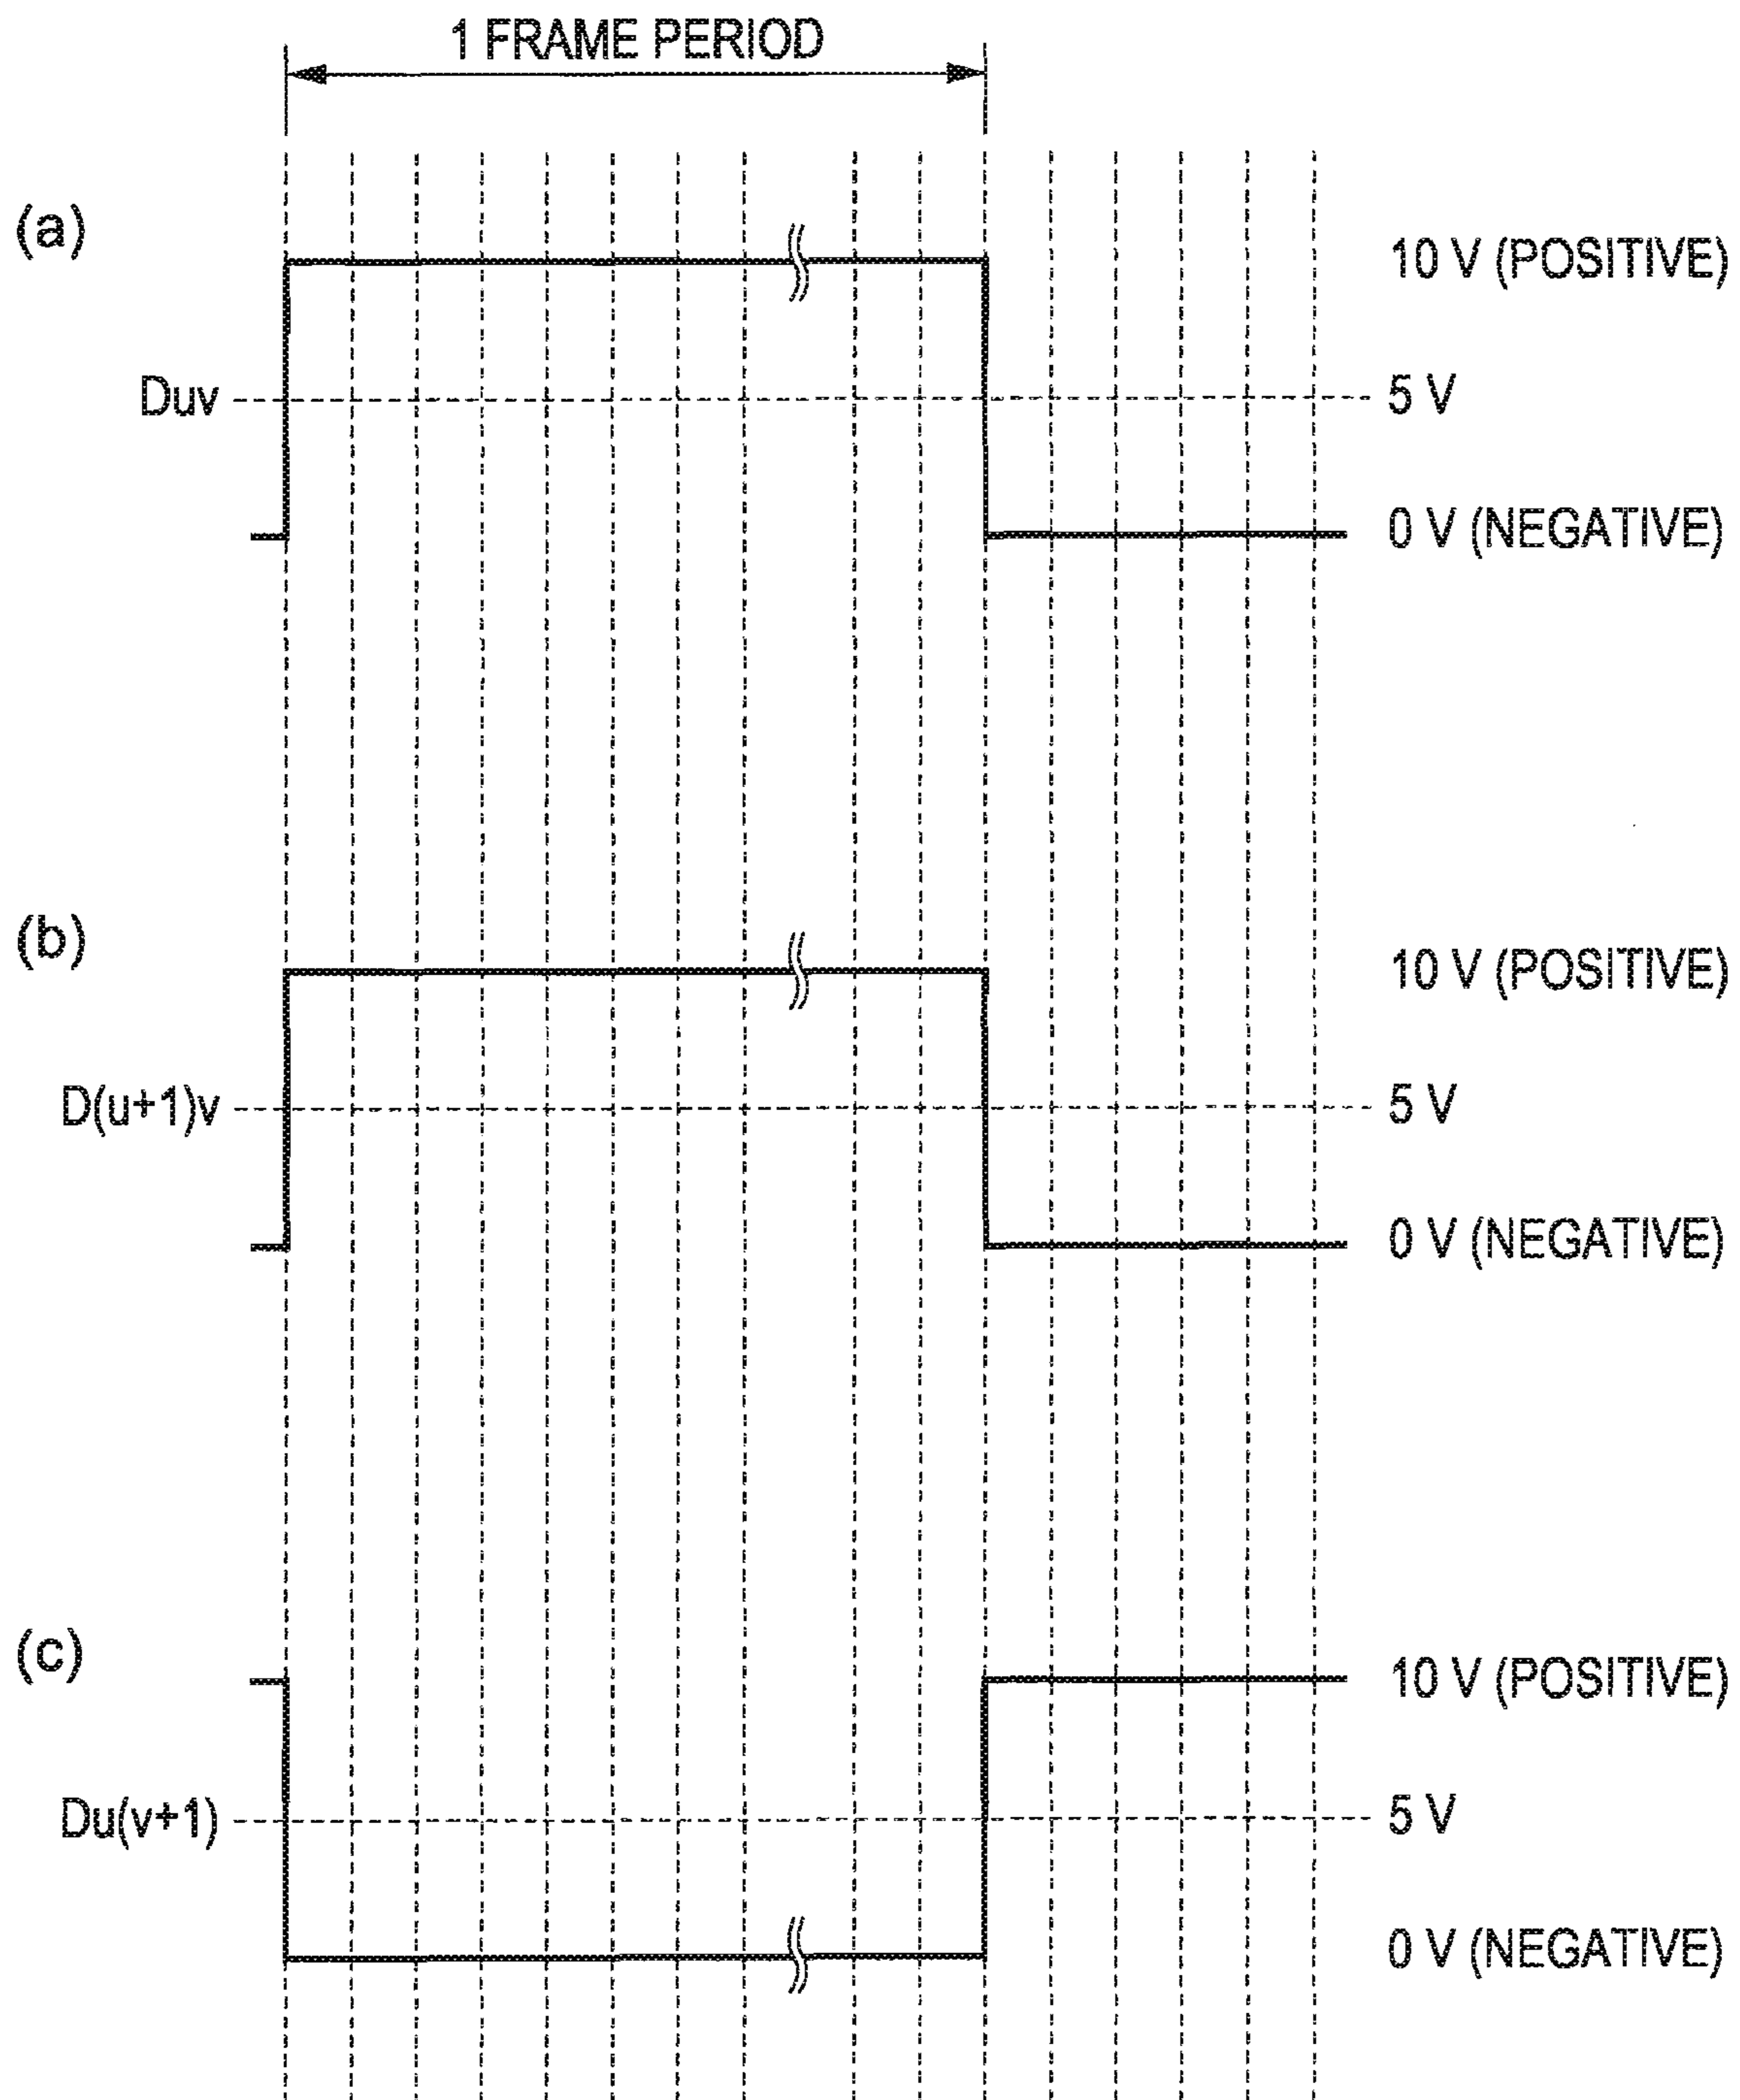 1 FRAME PERIOD
(a)
10 V (POSITIVE)
Duv
5 V
0 V (NEGATIVE)
(b)
10 V (POSITIVE)
D(u+1)v
5 V
0 V (NEGATIVE)
(c)
10 V (POSITIVE)
Du(v+1)
5 V
0 V (NEGATIVE)